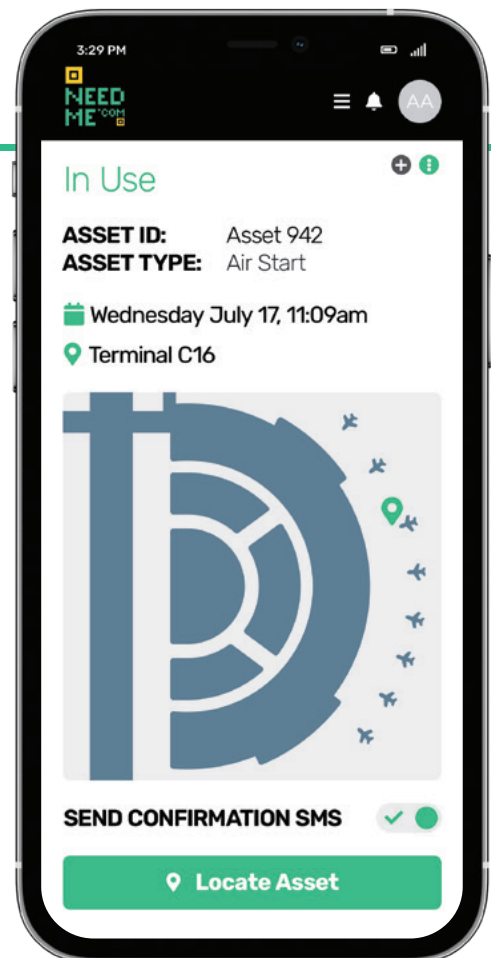 3:29 PM
NEED
ME.COM
AA
In Use
ASSET ID: Asset 942
ASSET TYPE: Air Start
Wednesday July 17, 11:09am
Terminal C16
SEND CONFIRMATION SMS
Locate Asset